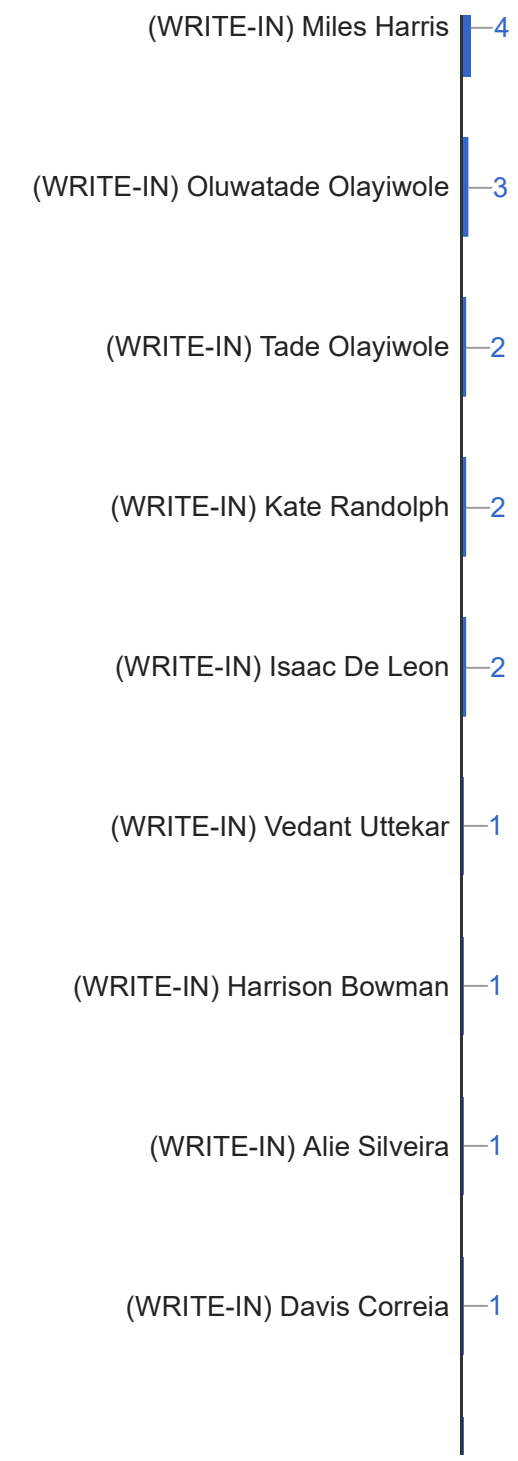 (WRITE-IN) Miles Harris 4
(WRITE-IN) Oluwatade Olayiwole 3
(WRITE-IN) Tade Olayiwole 2
(WRITE-IN) Kate Randolph 2
(WRITE-IN) Isaac De Leon 2
(WRITE-IN) Vedant Uttekar 1
(WRITE-IN) Harrison Bowman 1
(WRITE-IN) Alie Silveira 1
(WRITE-IN) Davis Correia 1